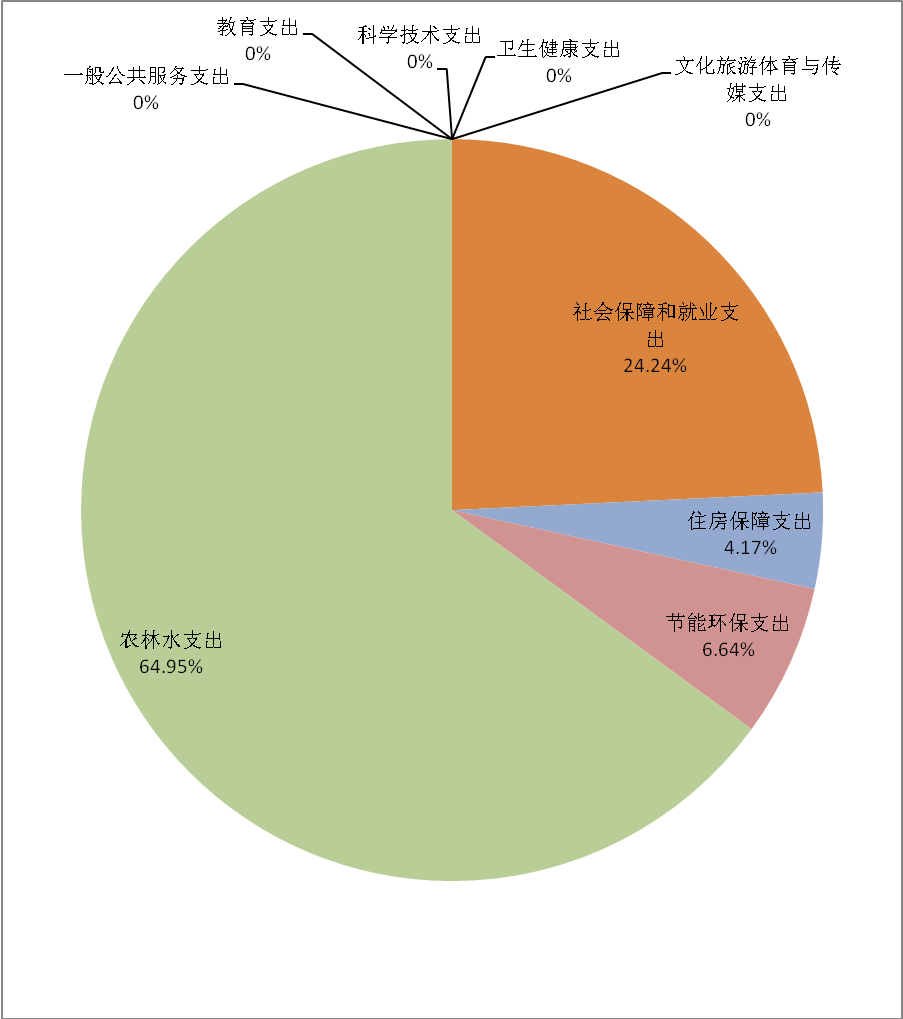 教育支出
0%
科学技术支出
0%
卫生健康支出
0%
一般公共服务支出
0%
文化旅游体育与传
媒支出
0%
社会保障和就业支
出
24.24%
住房保障支出
4.17%
节能环保支出
6.64%
农林水支出
64.95%